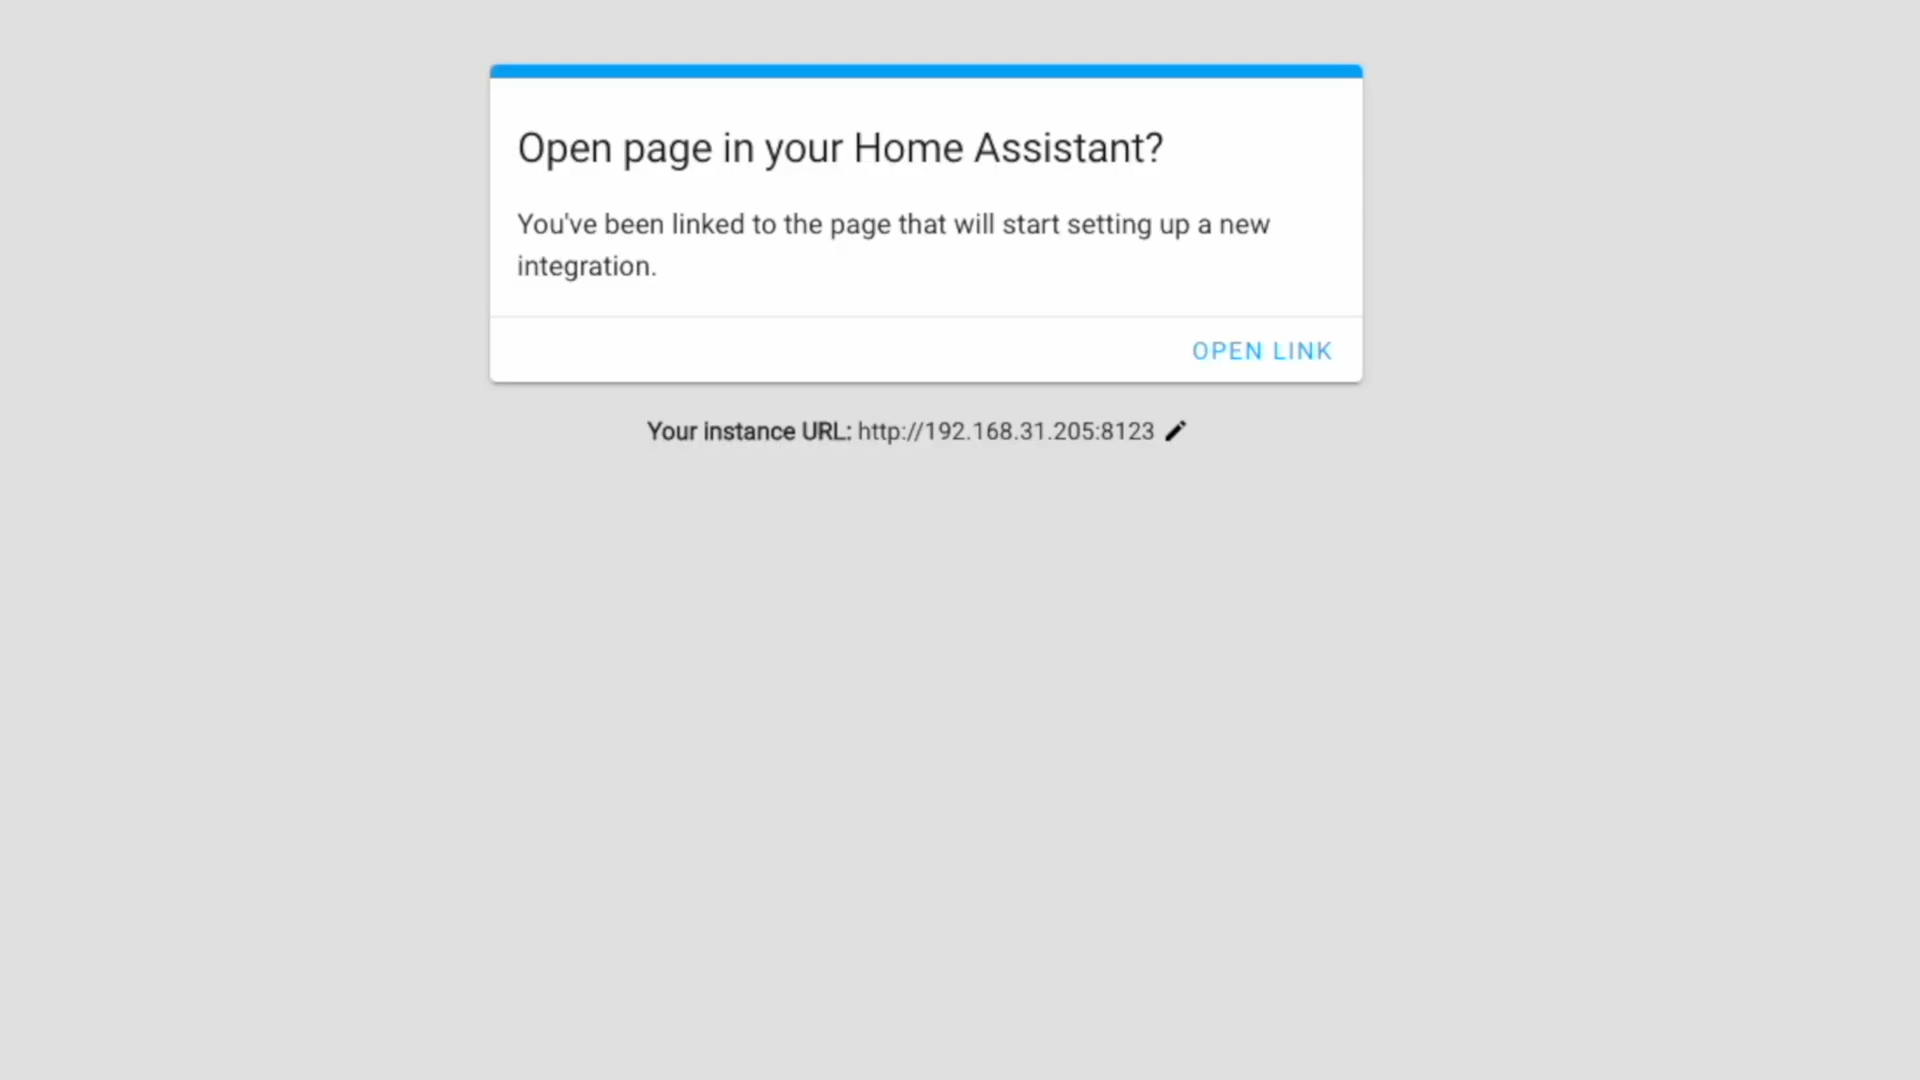 Open page in your Home Assistant?
You've been linked to the page that will start setting up a new
integration.
OPEN LINK
Your instance URL: http://192.168.31.205:8123